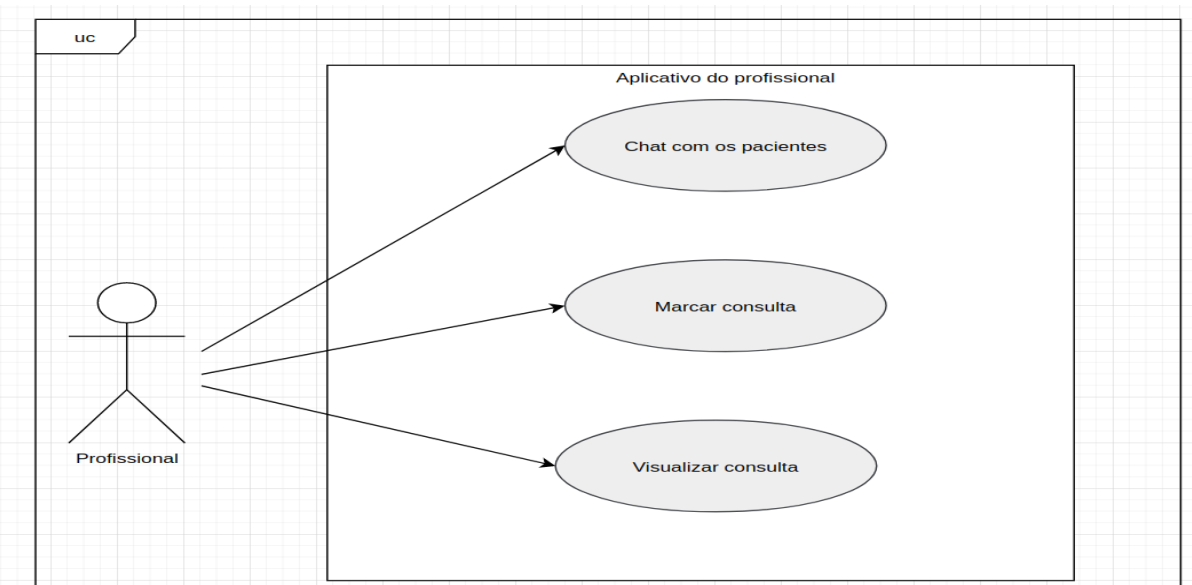 uc
Aplicativo do profissional
Chat com os pacientes
Marcar consulta
Profissional
Visualizar consulta